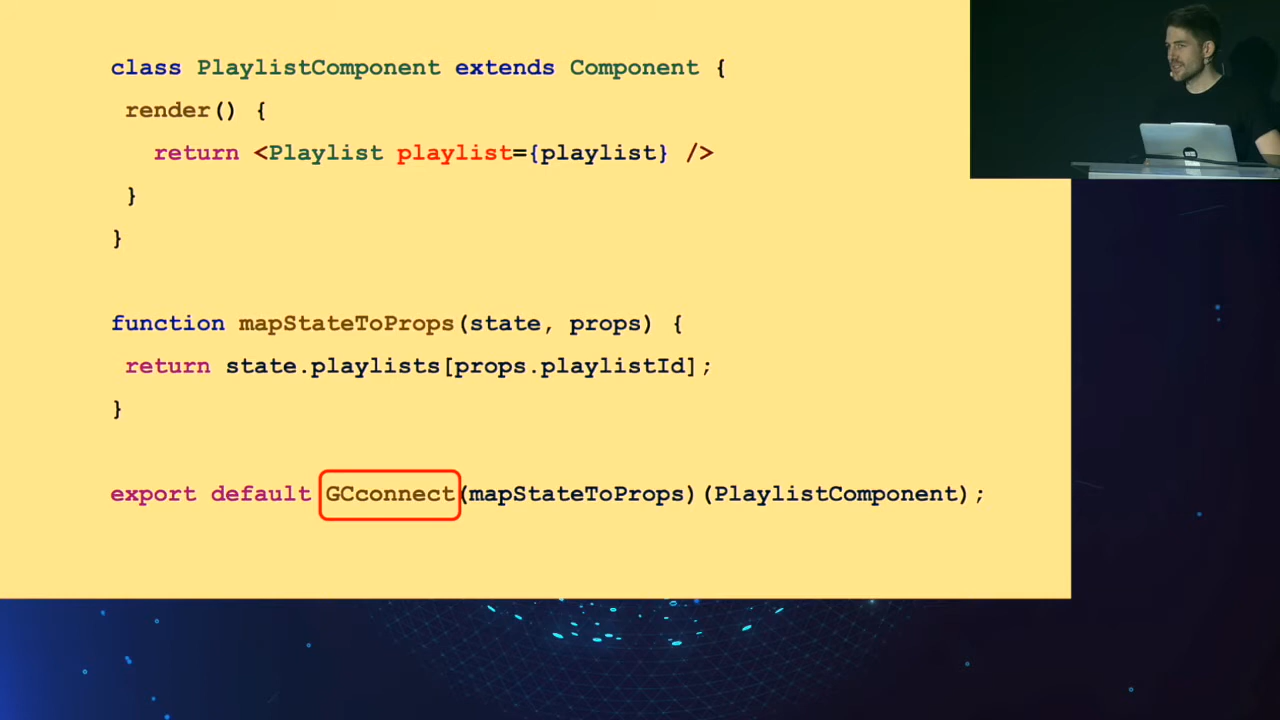 class PlaylistComponent extends Component {
render() {
return <Playlist playlist={playlist} />
}
}
function mapStateToProps(state, props) {
return state.playlists[props.playlistId];
}
export default GCconnect(mapStateToProps)(PlaylistComponent);